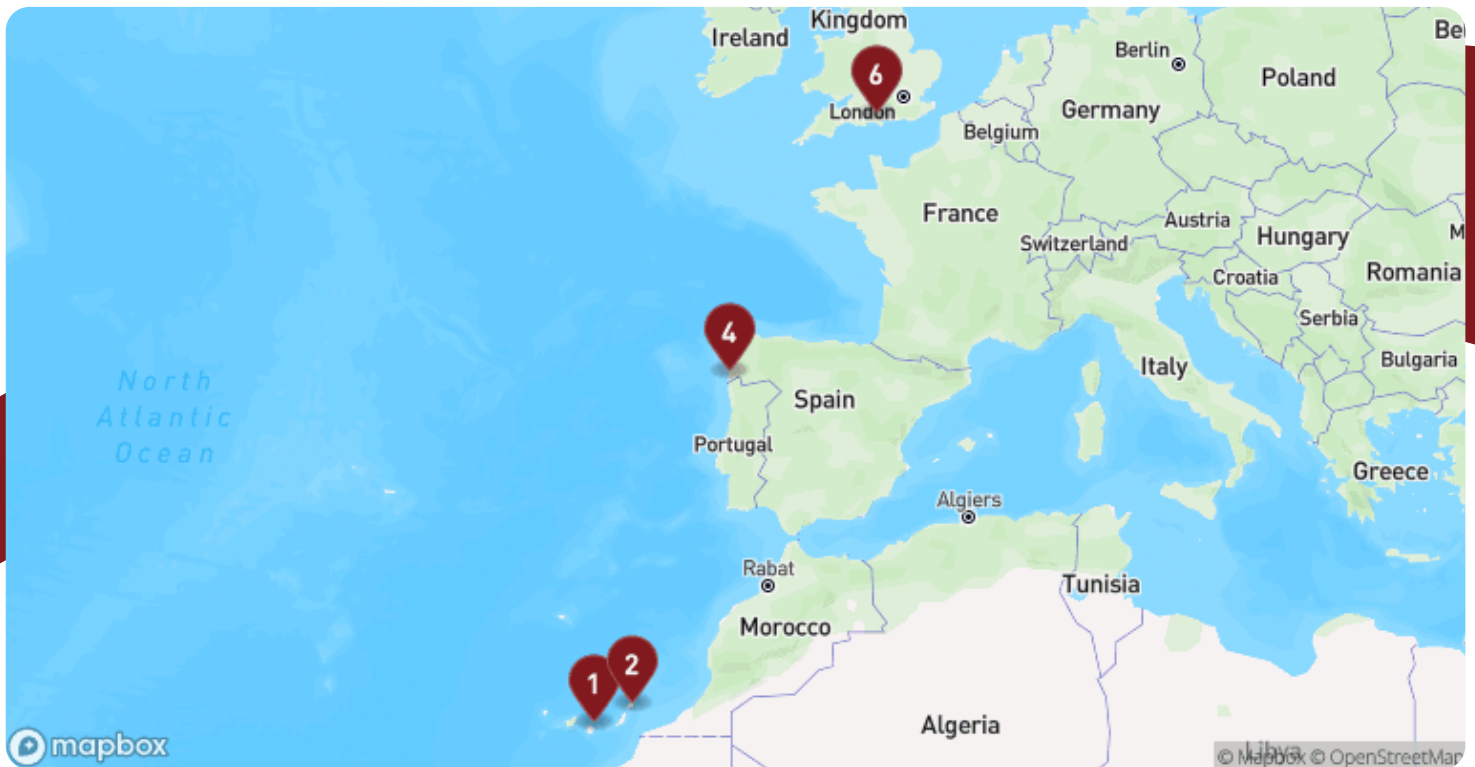 Kingdom
Ireland
Be
Berlin
Poland
6
Germany
London
Belgium
France
Austria
Switzerland
Hungary
M
Croatia
Romania
Serbia
4
Bulgaria
Italy
North
Atlantic
Ocean
Spain
Portugal
Greece
Algiers
Rabat
Tunisia
Morocco
2
1
Algeria
mapbox
Libya
© Mapbox © OpenStreetMap